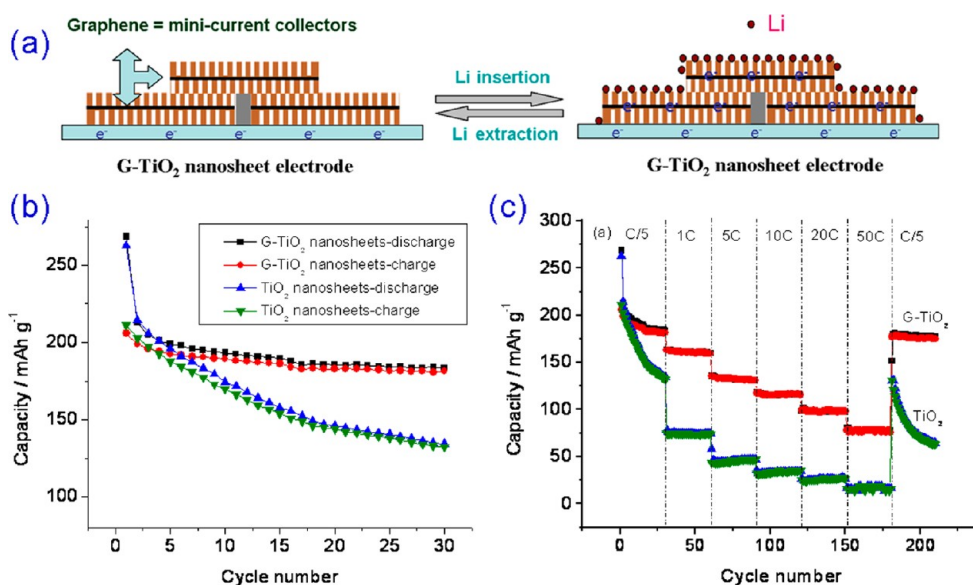 (a)
Graphene = mini-current collectors
Li
Li insertion
Li extraction
e⁻ e⁻ e⁻ e⁻ e⁻
e⁻ e⁻ e⁻
e⁻ e⁻ e⁻ e⁻ e⁻ e⁻
e⁻ e⁻ e⁻ e⁻ e⁻
G-TiO₂ nanosheet electrode
G-TiO₂ nanosheet electrode
(b)
G-TiO₂ nanosheets-discharge
G-TiO₂ nanosheets-charge
TiO₂ nanosheets-discharge
TiO₂ nanosheets-charge
Capacity / mAh g⁻¹
250
200
150
100
0 5 10 15 20 25 30
Cycle number
(c)
(a) C/5 1C 5C 10C 20C 50C C/5
G-TiO₂
TiO₂
Capacity / mAh g⁻¹
300
250
200
150
100
50
0
0 50 100 150 200
Cycle number